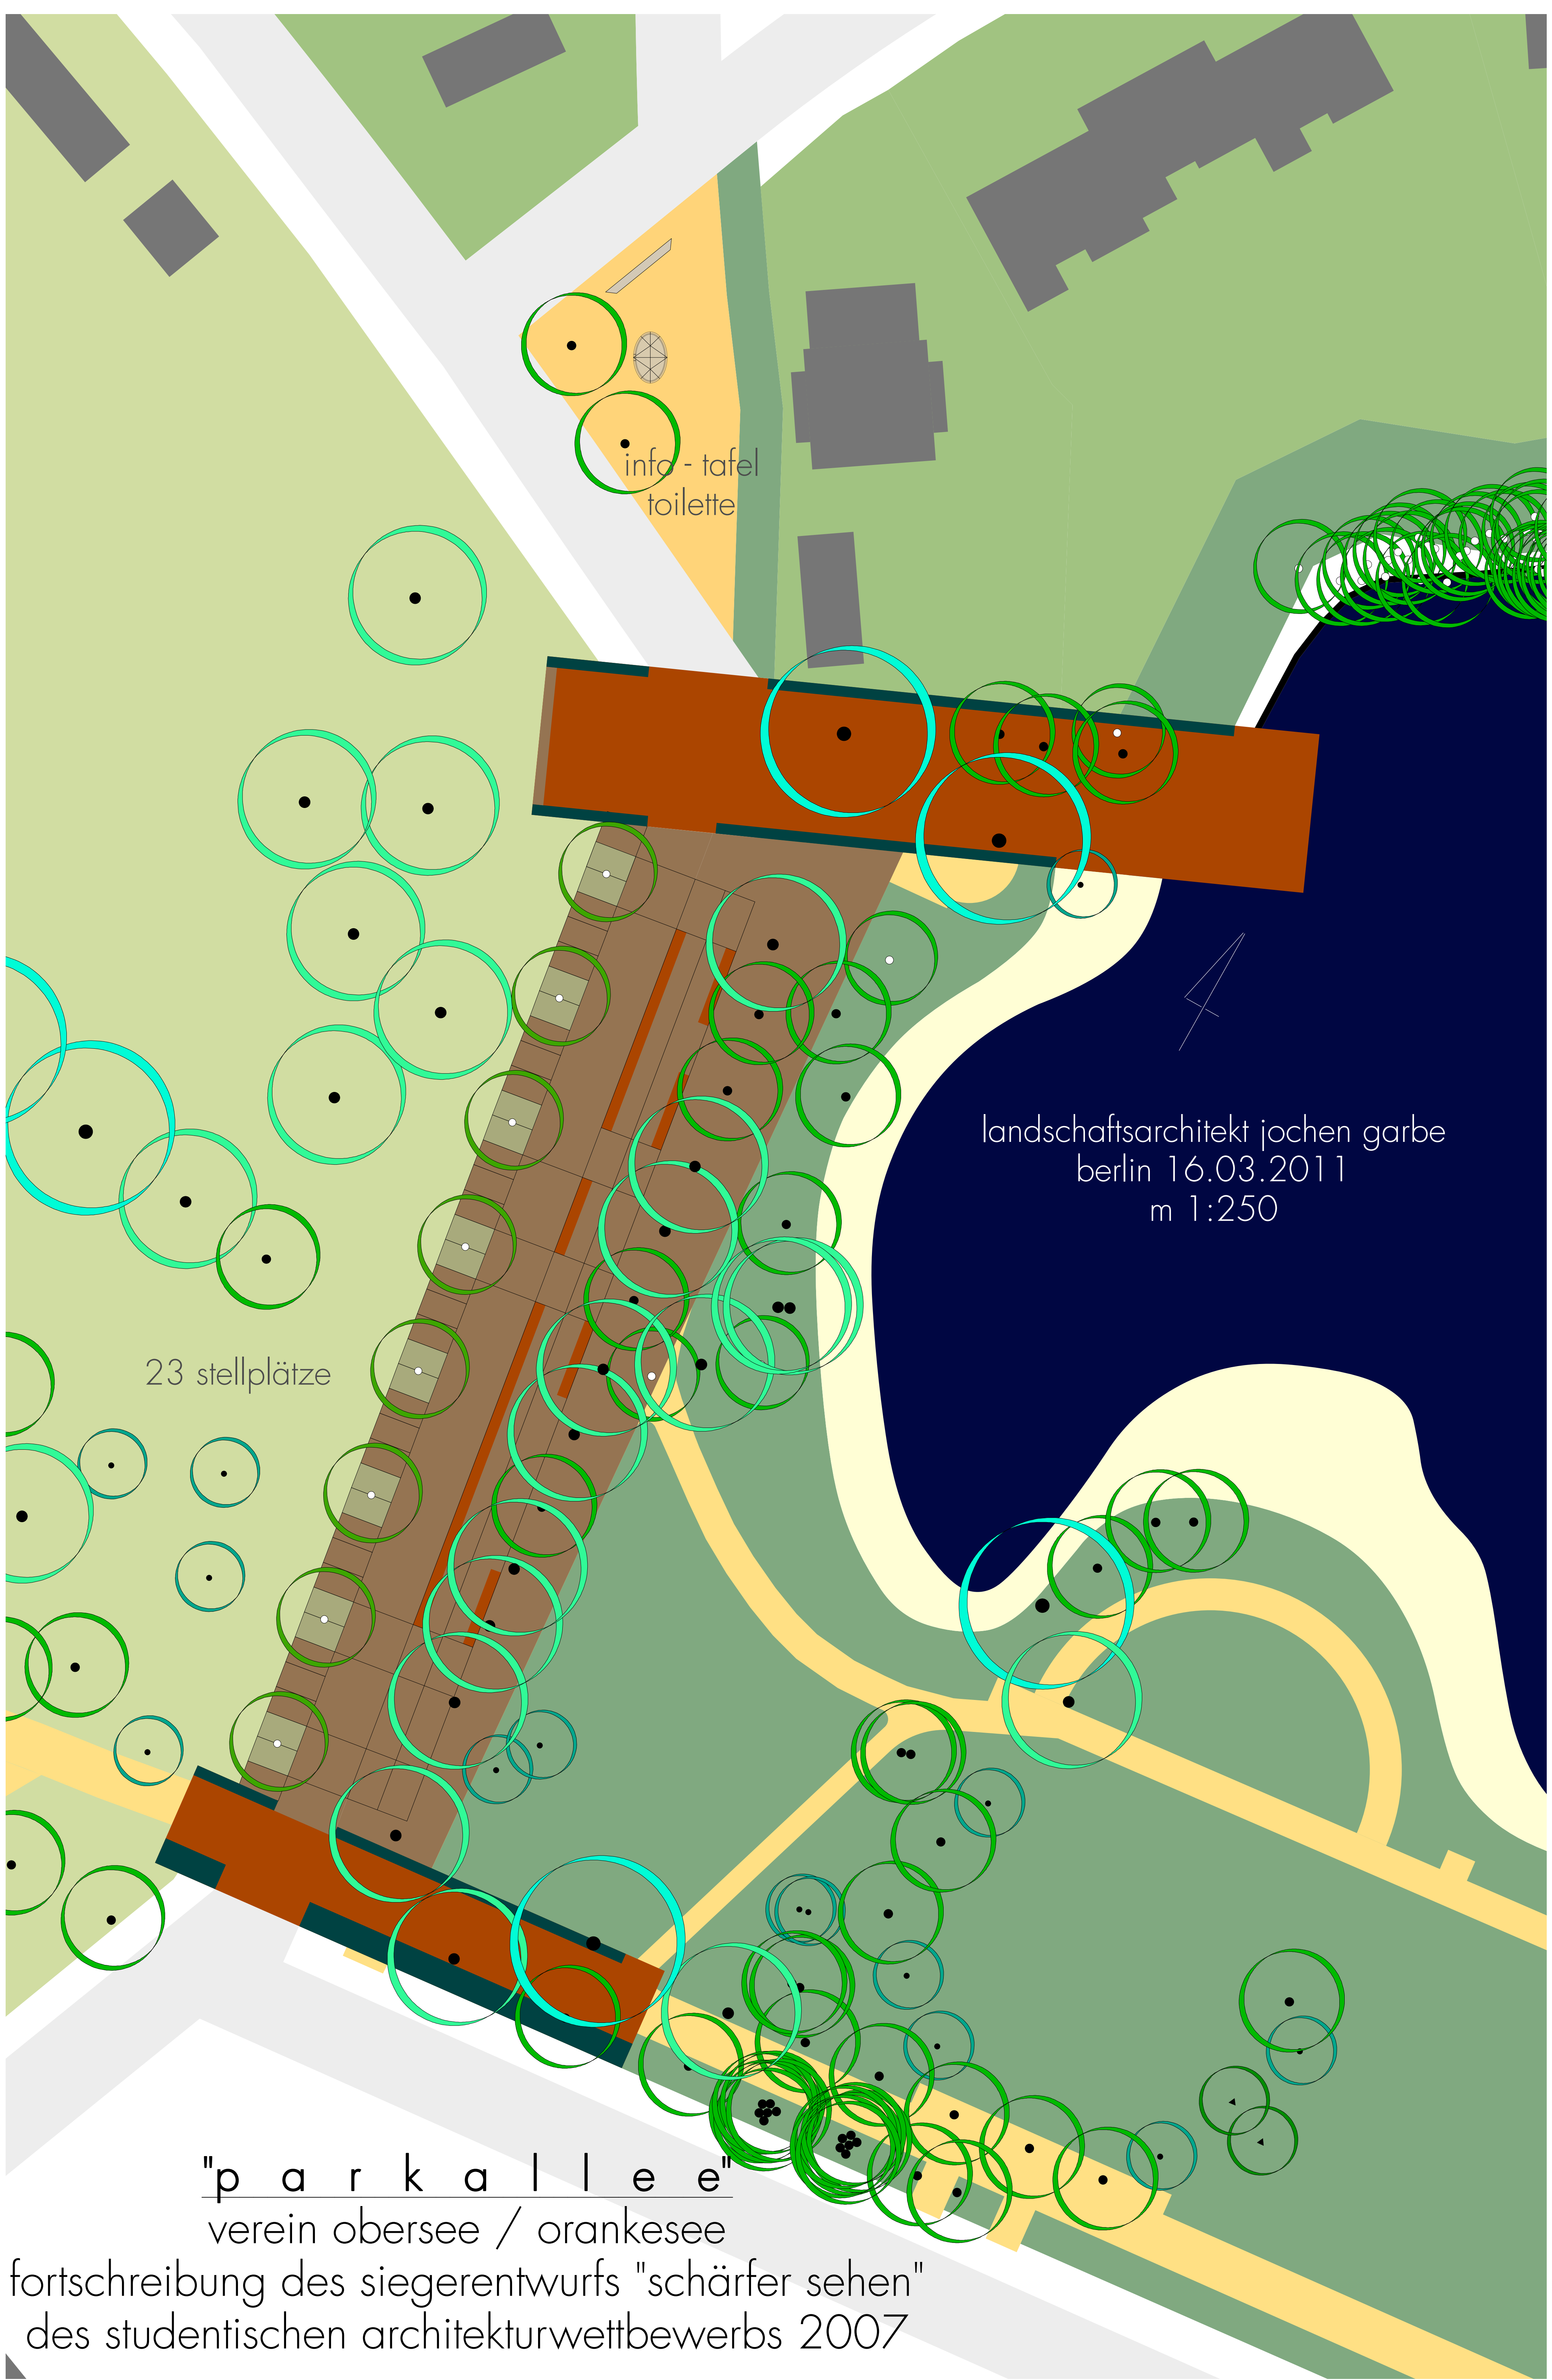 info - tafel
toilette
landschaftsarchitekt jochen garbe
berlin 16.03.2011
m 1:250
23 stellplätze
"parkallee"
verein obersee / orankesee
fortschreibung des siegerentwurfs "schärfer sehen"
des studentischen architekturwettbewerbs 2007